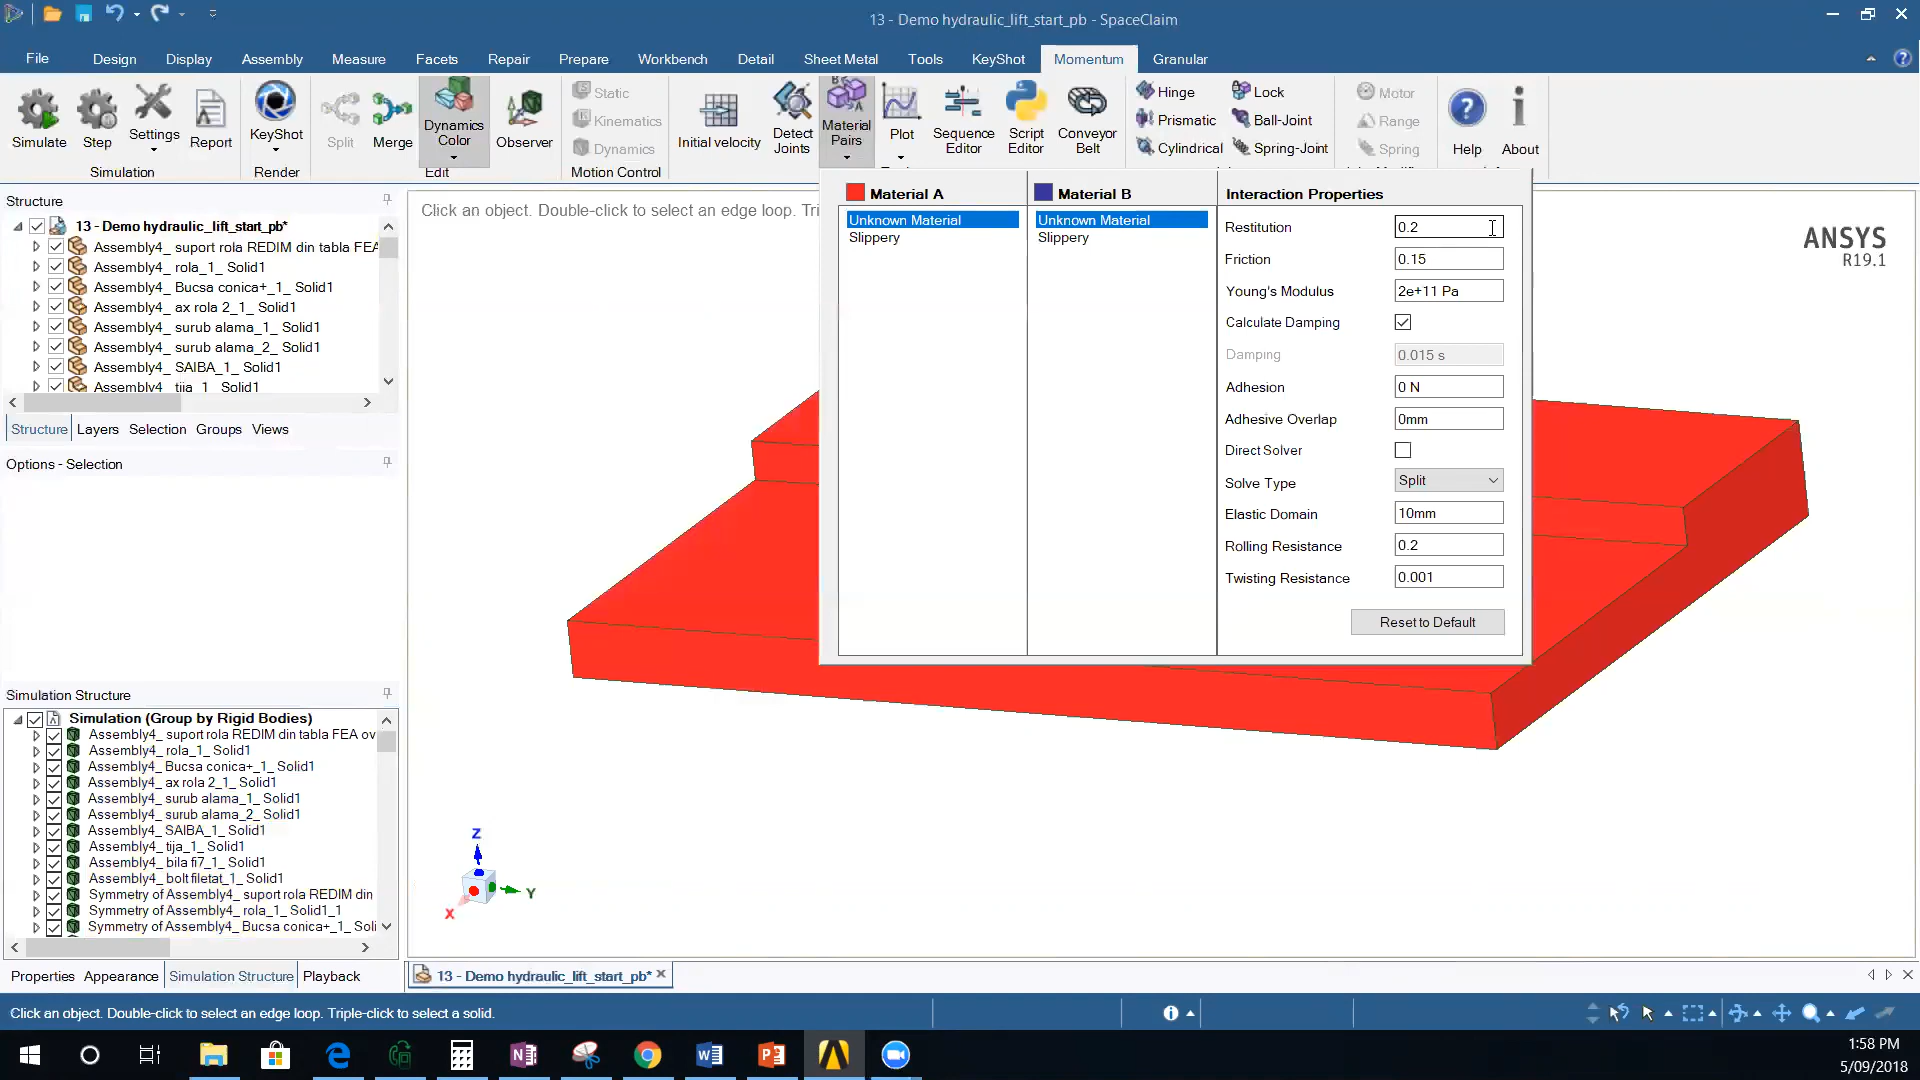 13 - Demo hydraulic_lift_start_pb - SpaceClaim
File Design Display Assembly Measure Facets Repair Prepare Workbench Detail Sheet Metal Tools KeyShot Momentum Granular
Simulate Step Settings Report
Simulation
KeyShot
Render
Split Merge Dynamics Color Observer
Edit
Static
Kinematics
Dynamics
Motion Control
Initial velocity Detect Joints Material Pairs Plot Sequence Editor Script Editor Conveyor Belt
Hinge Lock
Prismatic Ball-Joint
Cylindrical Spring-Joint
Motor
Range
Spring
Help About
Structure
13 - Demo hydraulic_lift_start_pb*
Assembly4_ suport rola REDIM din tabla FEA
Assembly4_ rola_1_ Solid1
Assembly4_ Bucsa conica+_1_ Solid1
Assembly4_ ax rola 2_1_ Solid1
Assembly4_ surub alama_1_ Solid1
Assembly4_ surub alama_2_ Solid1
Assembly4_ SAIBA_1_ Solid1
Assembly4_ tija_1_ Solid1
Structure Layers Selection Groups Views
Options - Selection
Simulation Structure
Simulation (Group by Rigid Bodies)
Assembly4_ suport rola REDIM din tabla FEA ov
Assembly4_ rola_1_ Solid1
Assembly4_ Bucsa conica+_1_ Solid1
Assembly4_ ax rola 2_1_ Solid1
Assembly4_ surub alama_1_ Solid1
Assembly4_ surub alama_2_ Solid1
Assembly4_ SAIBA_1_ Solid1
Assembly4_ tija_1_ Solid1
Assembly4_ bila fi7_1_ Solid1
Assembly4_ bolt filetat_1_ Solid1
Symmetry of Assembly4_ suport rola REDIM din
Symmetry of Assembly4_ rola_1_ Solid1_1
Symmetry of Assembly4_ Bucsa conica+_1_ Soli
Properties Appearance Simulation Structure Playback
Click an object. Double-click to select an edge loop. Tri
Material A
Unknown Material
Slippery
Material B
Unknown Material
Slippery
Interaction Properties
Restitution 0.2
Friction 0.15
Young's Modulus 2e+11 Pa
Calculate Damping
Damping 0.015 s
Adhesion 0 N
Adhesive Overlap 0mm
Direct Solver
Solve Type Split
Elastic Domain 10mm
Rolling Resistance 0.2
Twisting Resistance 0.001
Reset to Default
ANSYS
R19.1
Z
Y
X
13 - Demo hydraulic_lift_start_pb*
Click an object. Double-click to select an edge loop. Triple-click to select a solid.
1:58 PM
5/09/2018